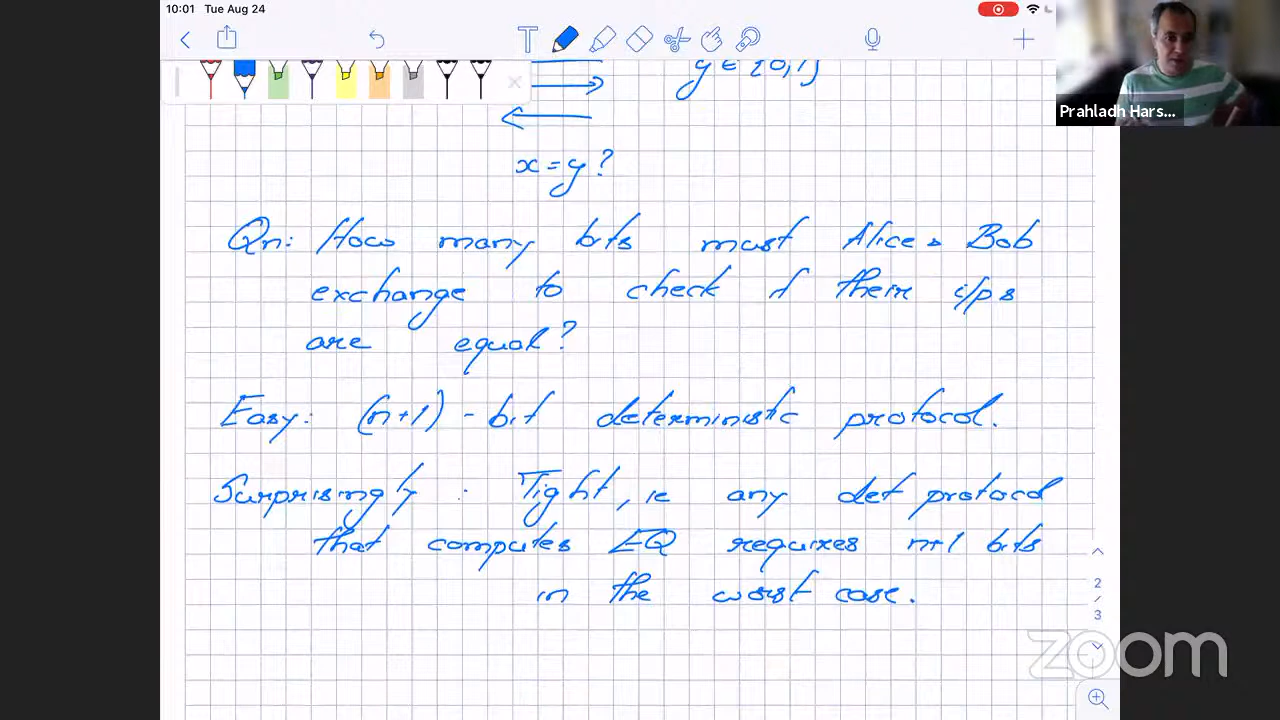 10:01 Tue Aug 24
T
y ∈ {0,1}
Prahladh Hars...
x = y ?
Qn: How many bits must Alice & Bob
exchange to check if their i/ps
are equal?
Easy: (n+1) - bit deterministic protocol.
Surprisingly : Tight, ie any det protocol
that computes EQ requires n+1 bits
in the worst case.
2
/
3
zoom